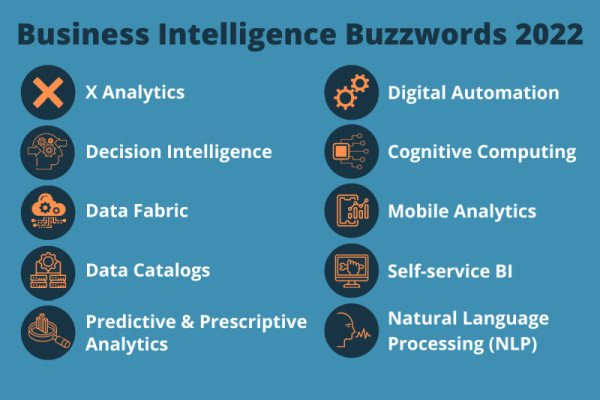 Business Intelligence Buzzwords 2022
X Analytics
Decision Intelligence
Data Fabric
Data Catalogs
Predictive & Prescriptive
Analytics
Digital Automation
Cognitive Computing
Mobile Analytics
Self-service BI
Natural Language
Processing (NLP)